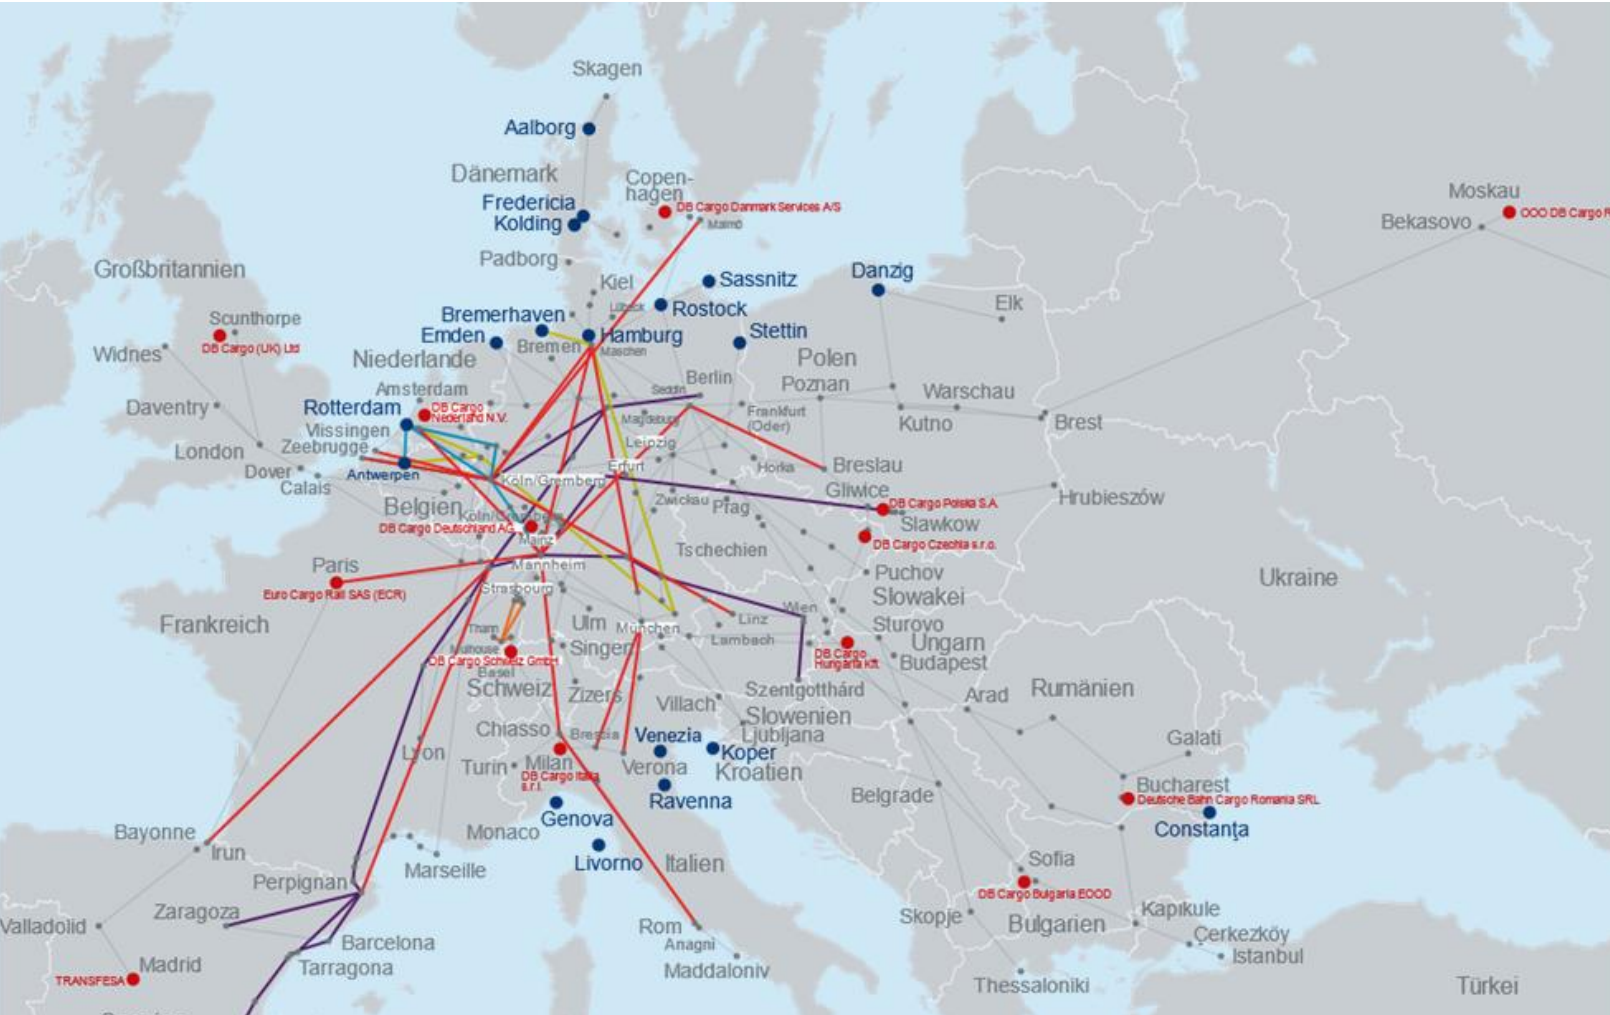 Skagen
Aalborg
Dänemark
Copen-
hagen
DB Cargo Danmark Services A/S
Malmö
Fredericia
Kolding
Moskau
OOO DB Cargo R
Bekasovo
Padborg
Großbritannien
Kiel
Sassnitz
Danzig
Lübeck
Rostock
Elk
Scunthorpe
DB Cargo (UK) Ltd
Bremerhaven
Emden
Hamburg
Stettin
Bremen
Maschen
Widnes
Niederlande
Polen
Berlin
Poznan
Warschau
Amsterdam
Seddin
Daventry
Rotterdam
DB Cargo
Nederland N.V.
Magdeburg
Frankfurt
(Oder)
Kutno
Brest
Vlissingen
London
Zeebrugge
Leipzig
Dover
Antwerpen
Erfurt
Horka
Breslau
Calais
Köln/Gremberg
Gliwice
Hrubieszów
Belgien
Zwickau
Prag
DB Cargo Polska S.A.
Köln/Gremberg
DB Cargo Deutschland AG
Slawkow
Mainz
DB Cargo Czechia s.r.o.
Tschechien
Paris
Mannheim
Puchov
Ukraine
Euro Cargo Rail SAS (ECR)
Strasbourg
Slowakei
Wien
Frankreich
Ulm
München
Linz
Sturovo
Thann
Lambach
Ungarn
Mulhouse
Singen
DB Cargo
Hungaria Kft.
Budapest
DB Cargo Schweiz GmbH
Basel
Schweiz
Zizers
Szentgotthárd
Arad
Rumänien
Villach
Slowenien
Chiasso
Brescia
Venezia
Ljubljana
Galati
Lyon
Koper
Turin
Milan
Verona
Kroatien
DB Cargo Italia
s.r.l.
Bucharest
Belgrade
Deutsche Bahn Cargo Romania SRL
Ravenna
Genova
Constanţa
Bayonne
Monaco
Irun
Livorno
Italien
Sofia
Marseille
Perpignan
DB Cargo Bulgaria EOOD
Zaragoza
Kapıkule
Valladolid
Skopje
Bulgarien
Rom
Çerkezköy
Barcelona
Anagni
Istanbul
Madrid
Tarragona
Maddaloniv
TRANSFESA
Thessaloniki
Türkei